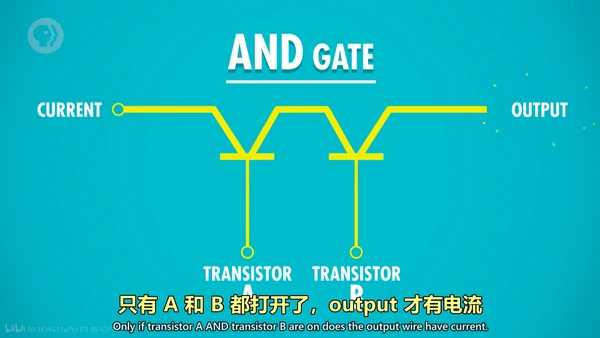 PBS
AND GATE
CURRENT
OUTPUT
TRANSISTOR
A
TRANSISTOR
B
只有 A 和 B 都打开了，output 才有电流
Only if transistor A AND transistor B are on does the output wire have current.